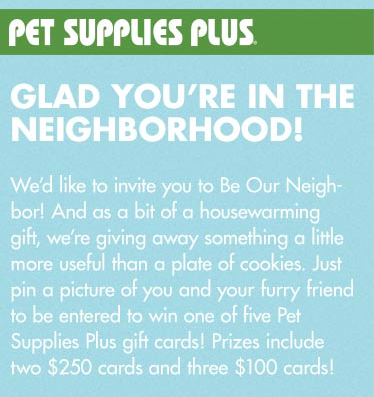 PET SUPPLIES PLUS®
GLAD YOU'RE IN THE
NEIGHBORHOOD!
We'd like to invite you to Be Our Neigh-
bor! And as a bit of a housewarming
gift, we're giving away something a little
more useful than a plate of cookies. Just
pin a picture of you and your furry friend
to be entered to win one of five Pet
Supplies Plus gift cards! Prizes include
two $250 cards and three $100 cards!